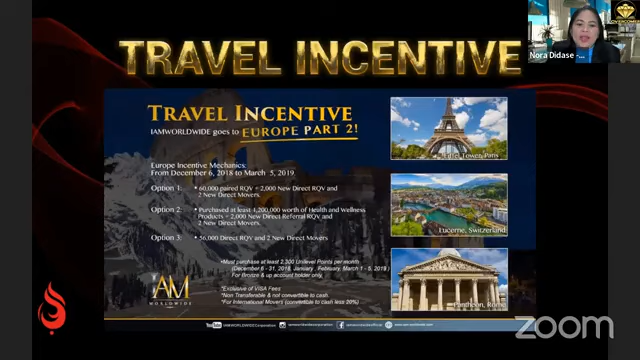 TRAVEL INCENTIVE
OVERCOMER
Nora Didase -...
TRAVEL INCENTIVE
IAMWORLDWIDE goes to EUROPE PART 2!
Europe Incentive Mechanics:
From December 6, 2018 to March 5, 2019.
Option 1: • 60,000 paired RQV + 2,000 New Direct RQV and
2 New Direct Movers.
Option 2: • Purchased at least 1,200,000 worth of Health and Wellness
Products + 2,000 New Direct Referral RQV and
2 New Direct Movers.
Option 3: • 56,000 Direct RQV and 2 New Direct Movers
*Must purchase at least 2,300 Unilevel Points per month
(December 6 - 31, 2018, January , February, March 1 - 5, 2019 )
For Bronze & up account holder only.
*Exclusive of VISA Fees
*Non Transferable & not convertible to cash.
*For International Movers (convertible to cash less 20%)
Eiffel Tower, Paris
Lucerne, Switzerland
Pantheon, Rome
IAM
WORLDWIDE
YouTube IAMWORLDWIDECorporation
zoom